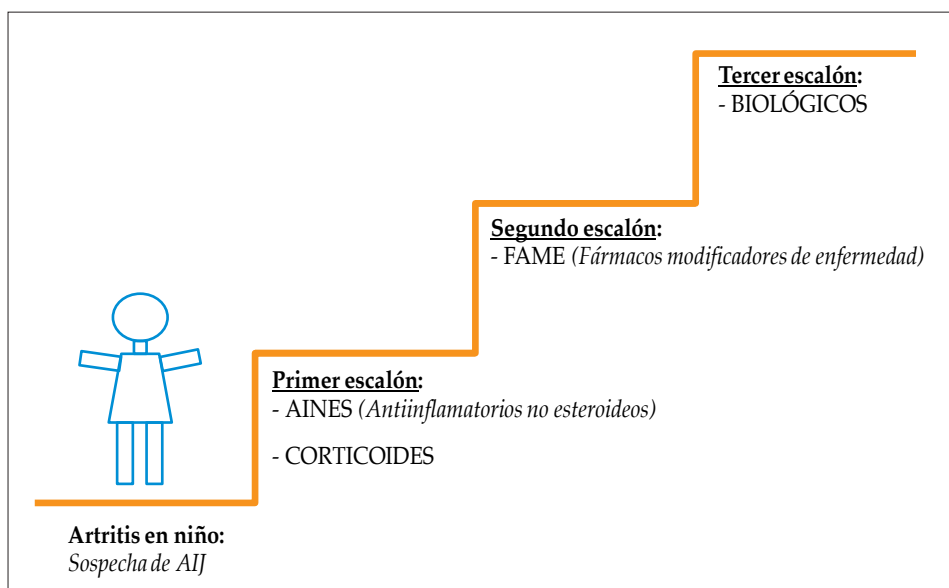 Tercer escalón:
- BIOLÓGICOS
Segundo escalón:
- FAME (Fármacos modificadores de enfermedad)
Primer escalón:
- AINES (Antiinflamatorios no esteroideos)
- CORTICOIDES
Artritis en niño:
Sospecha de AIJ